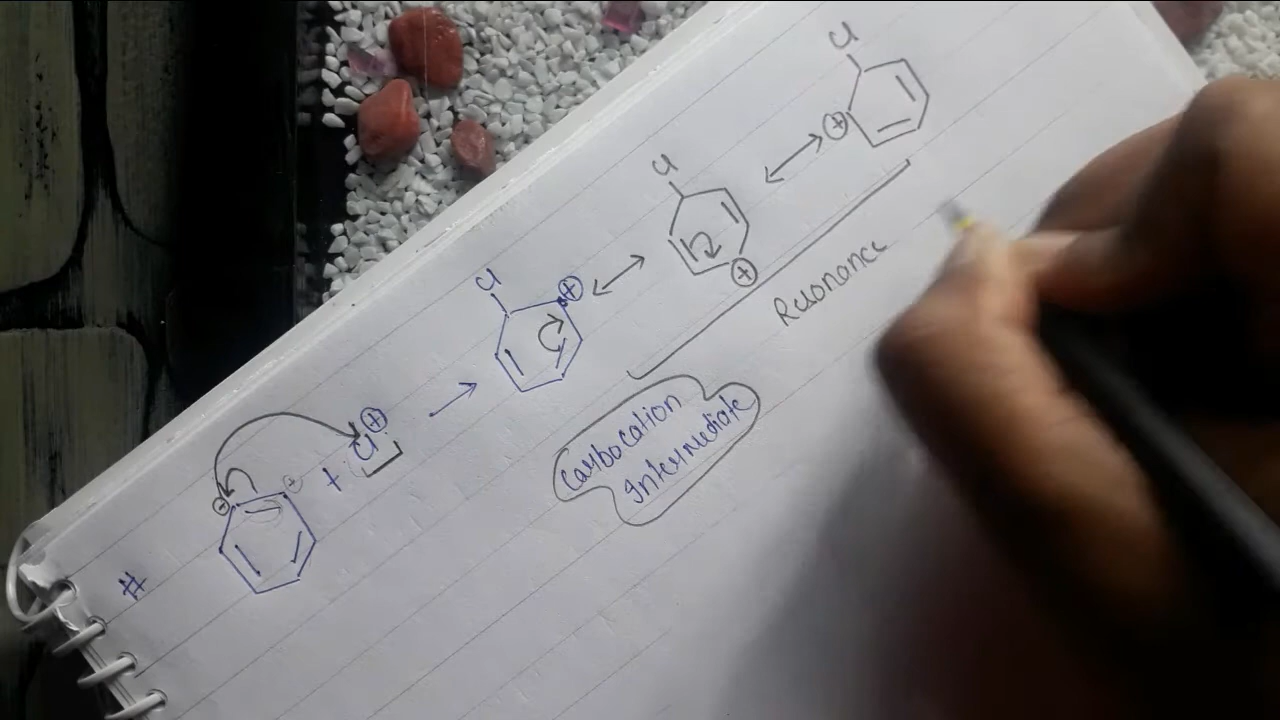 #
+ Cl +
Cl +
Cl +
Cl +
Carbocation
Intermediate
Resonance